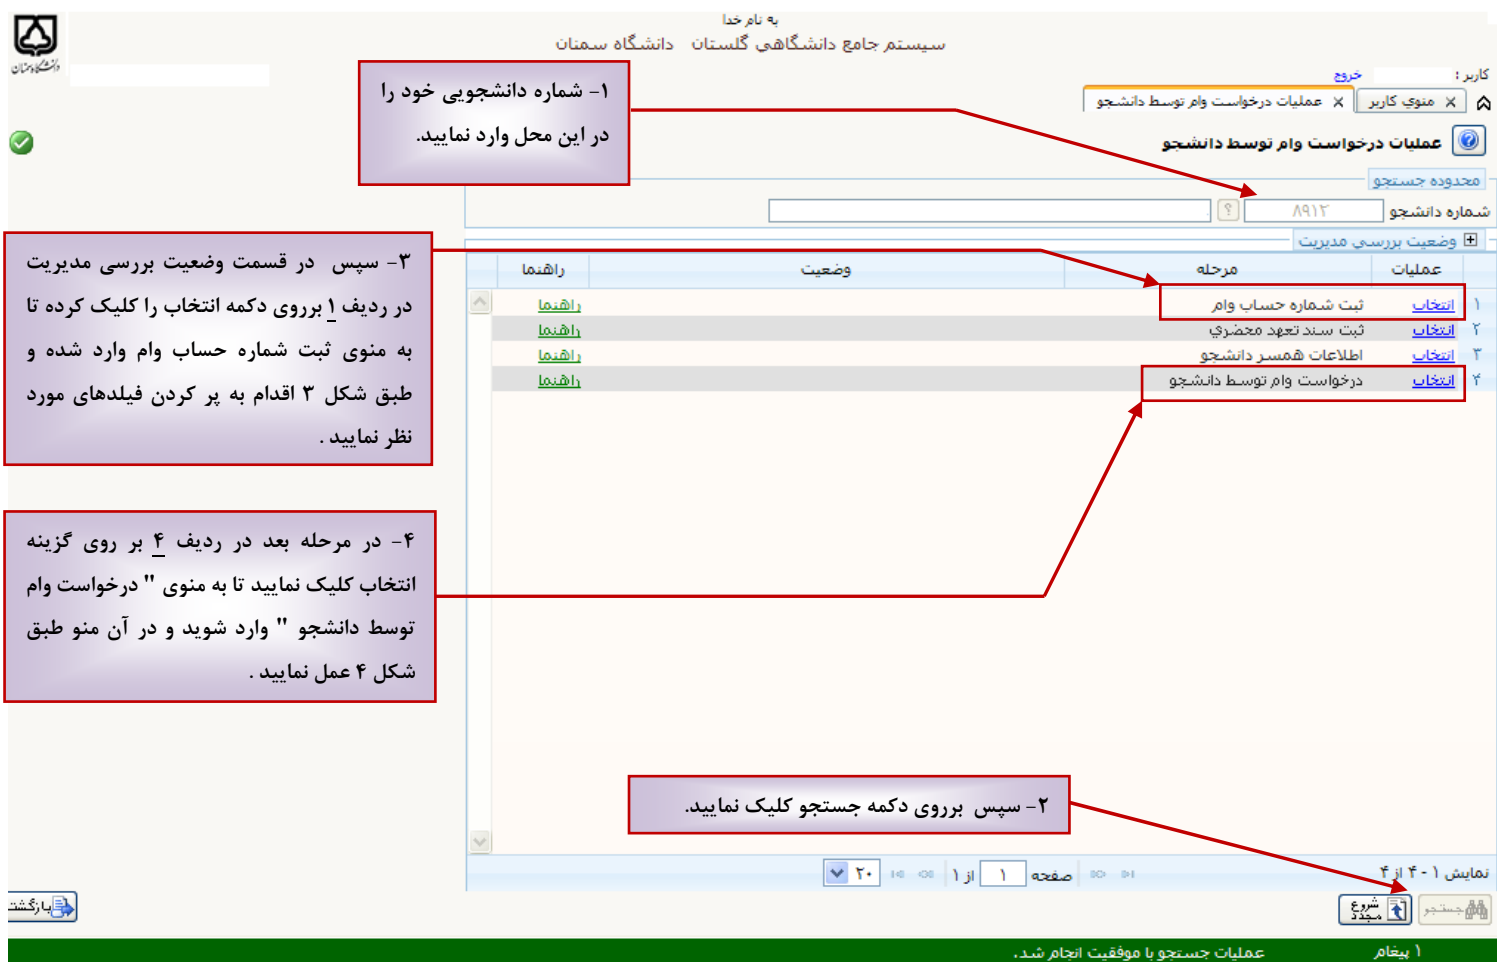 به نام خدا
سیستم جامع دانشگاهی گلستان   دانشگاه سمنان
دانشگاه سمنان
کاربر :
خروج
منوي کاربر
عملیات درخواست وام توسط دانشجو
عملیات درخواست وام توسط دانشجو
محدوده جستجو
شماره دانشجو
۸۹۱۲
؟
۱- شماره دانشجویی خود را
در این محل وارد نمایید.
وضعیت بررسي مدیریت
عملیات   مرحله   وضعیت   راهنما
۱   انتخاب   ثبت شماره حساب وام   راهنما
۲   انتخاب   ثبت سند تعهد محضري   راهنما
۳   انتخاب   اطلاعات همسر دانشجو   راهنما
۴   انتخاب   درخواست وام توسط دانشجو   راهنما
۳- سپس در قسمت وضعیت بررسی مدیریت
در ردیف ۱ برروی دکمه انتخاب را کلیک کرده تا
به منوی ثبت شماره حساب وام وارد شده و
طبق شکل ۳ اقدام به پر کردن فیلدهای مورد
نظر نمایید .
۴- در مرحله بعد در ردیف ۴ بر روی گزینه
انتخاب کلیک نمایید تا به منوی " درخواست وام
توسط دانشجو " وارد شوید و در آن منو طبق
شکل ۴ عمل نمایید .
۲- سپس برروی دکمه جستجو کلیک نمایید.
نمایش ۱ - ۴ از ۴
صفحه ۱ از ۱
۲۰
جستجو
شروع مجدد
بازگشت
۱ پیغام   عملیات جستجو با موفقیت انجام شد.